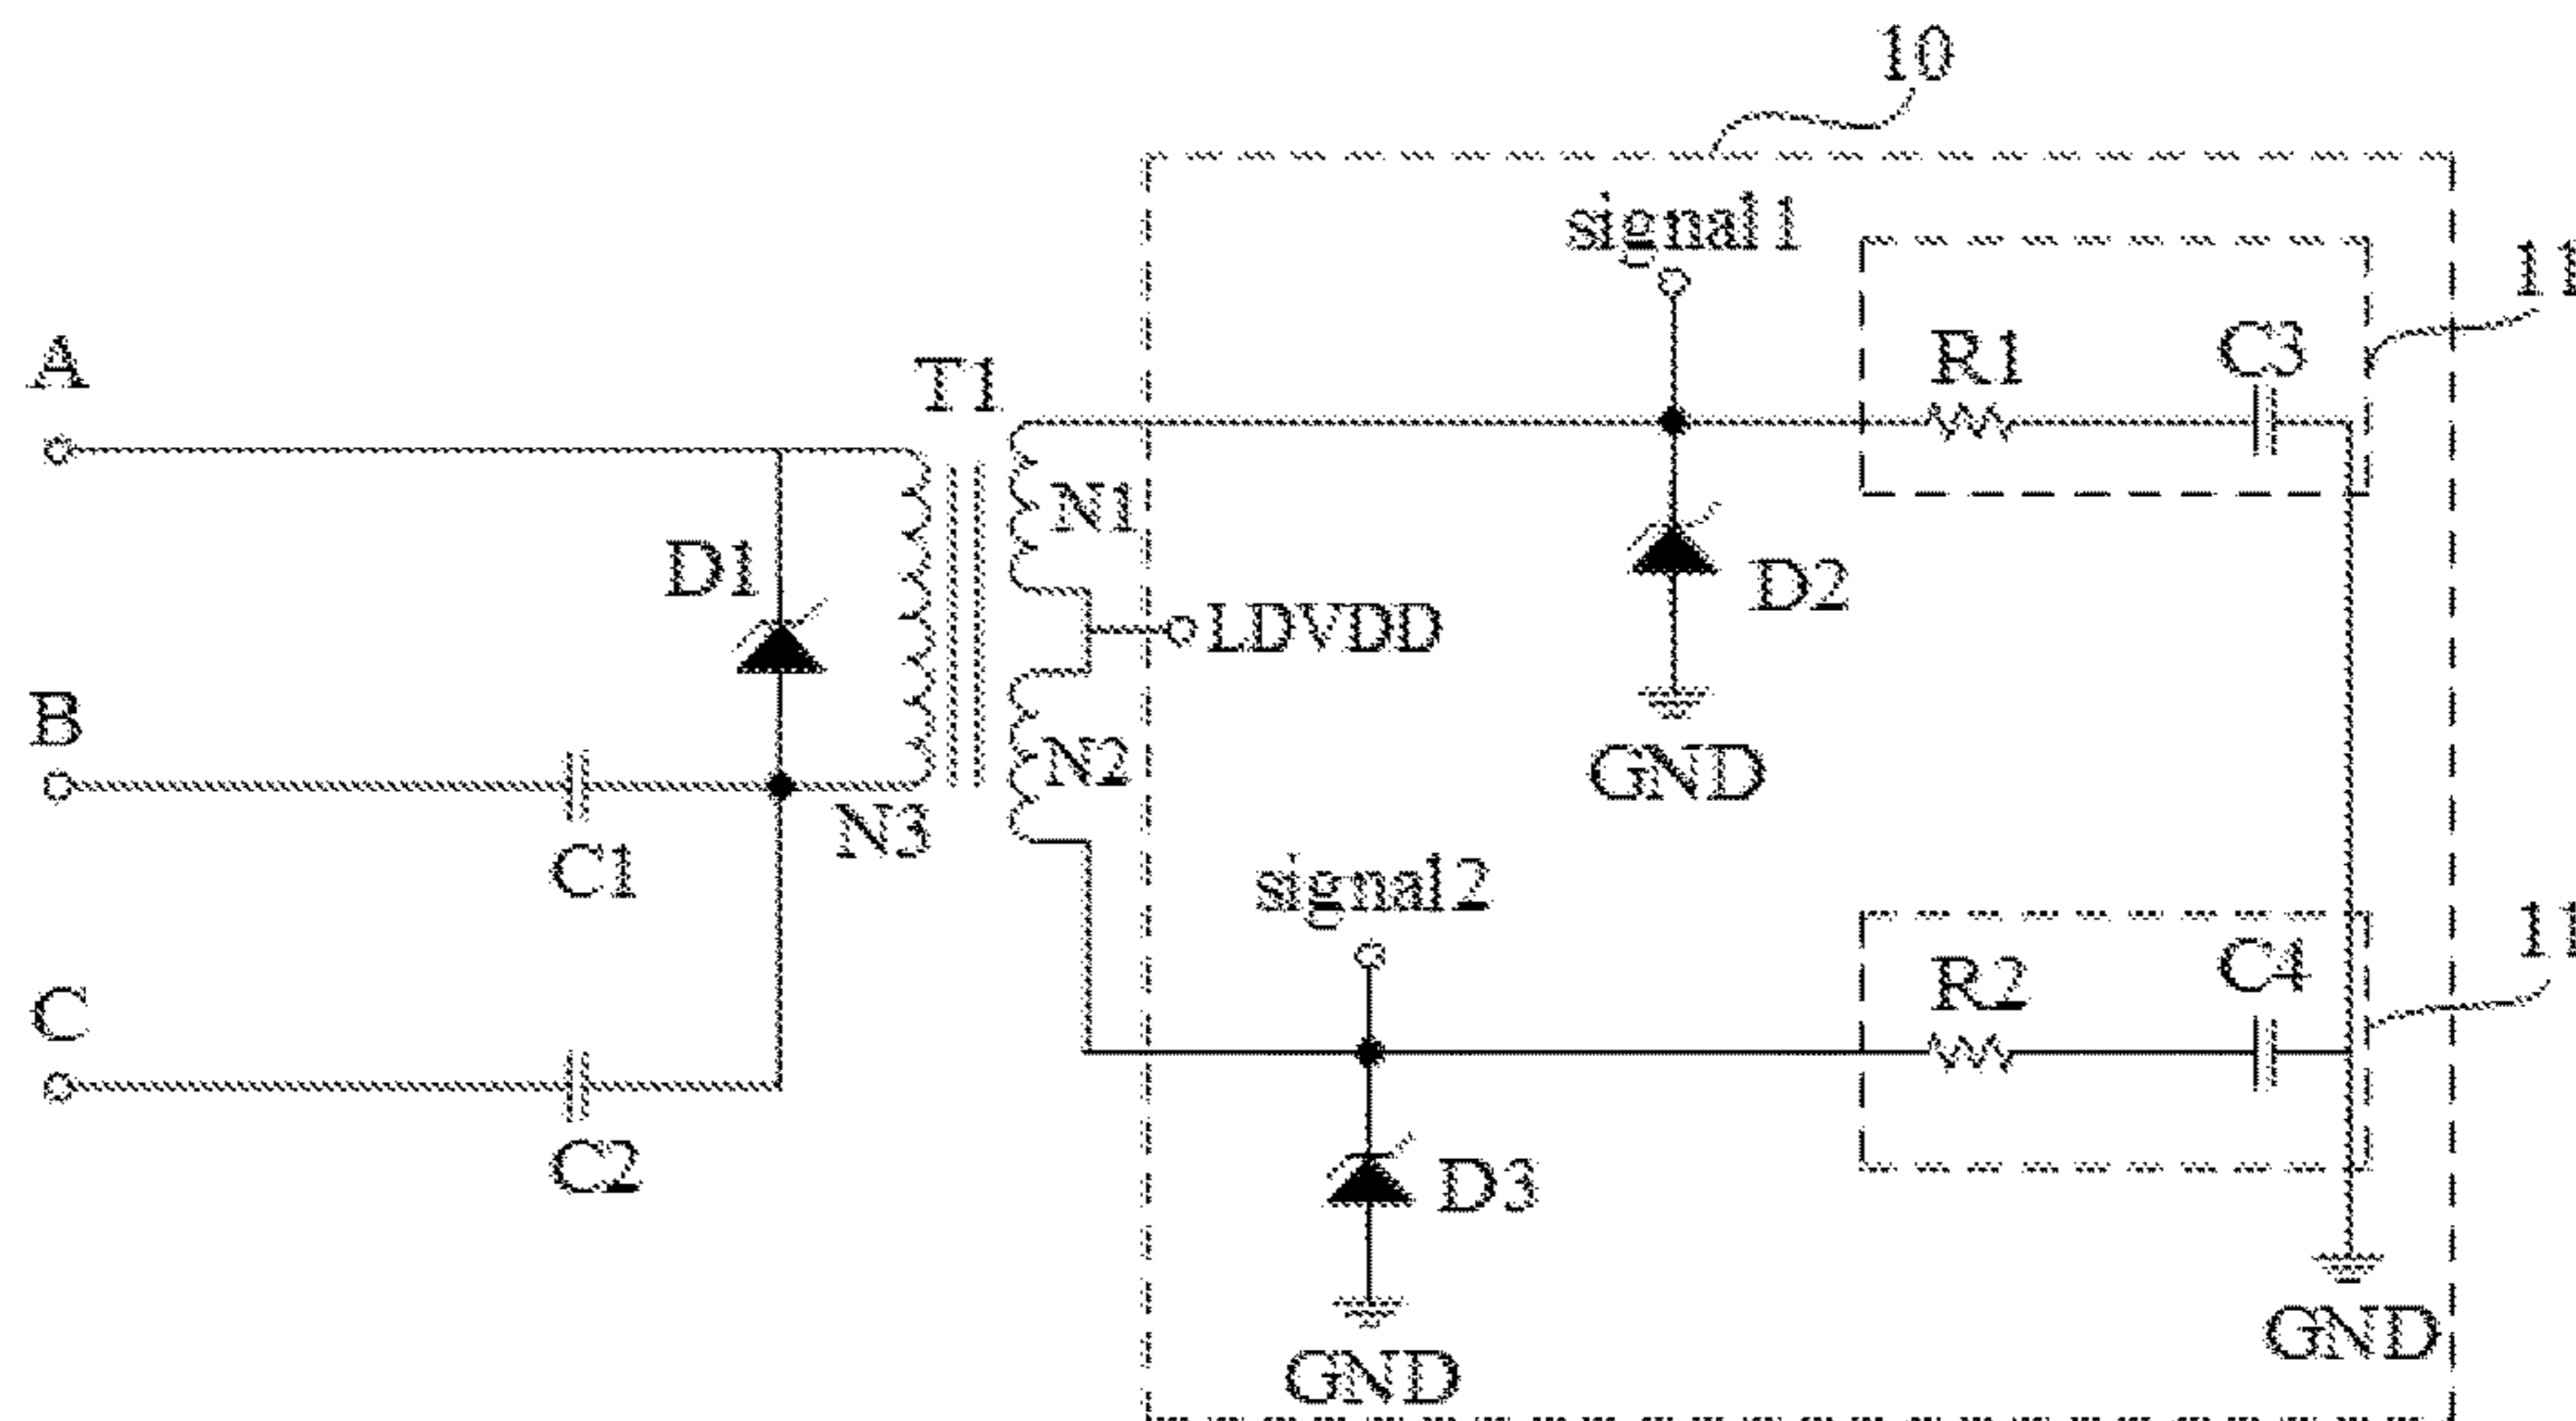 10
signal1
11
A
T1
R1
C3
N1
D1
D2
LDVDD
B
N2
GND
N3
C1
signal2
11
C
R2
C4
C2
D3
GND
GND